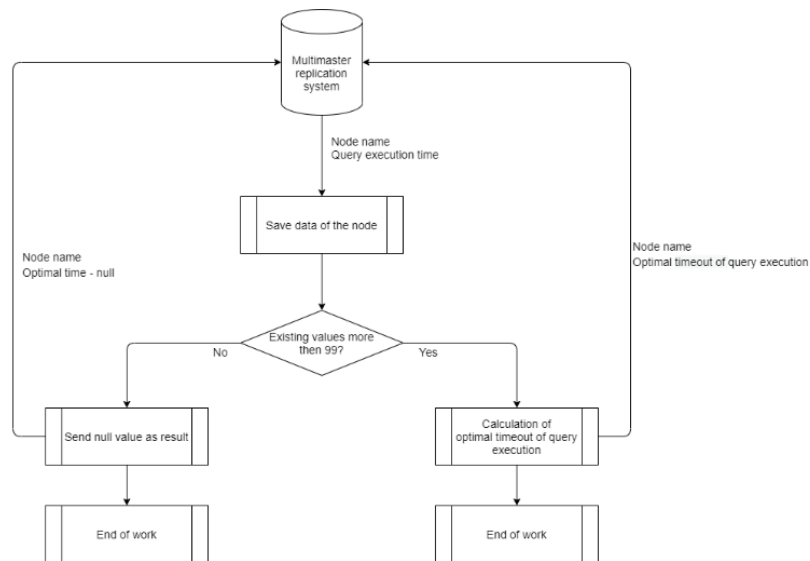 Multimaster
replication
system
Node name
Query execution time
Save data of the node
Node name
Optimal time - null
Node name
Optimal timeout of query execution
Existing values more
then 99?
No
Yes
Send null value as result
Calculation of
optimal timeout of query
execution
End of work
End of work